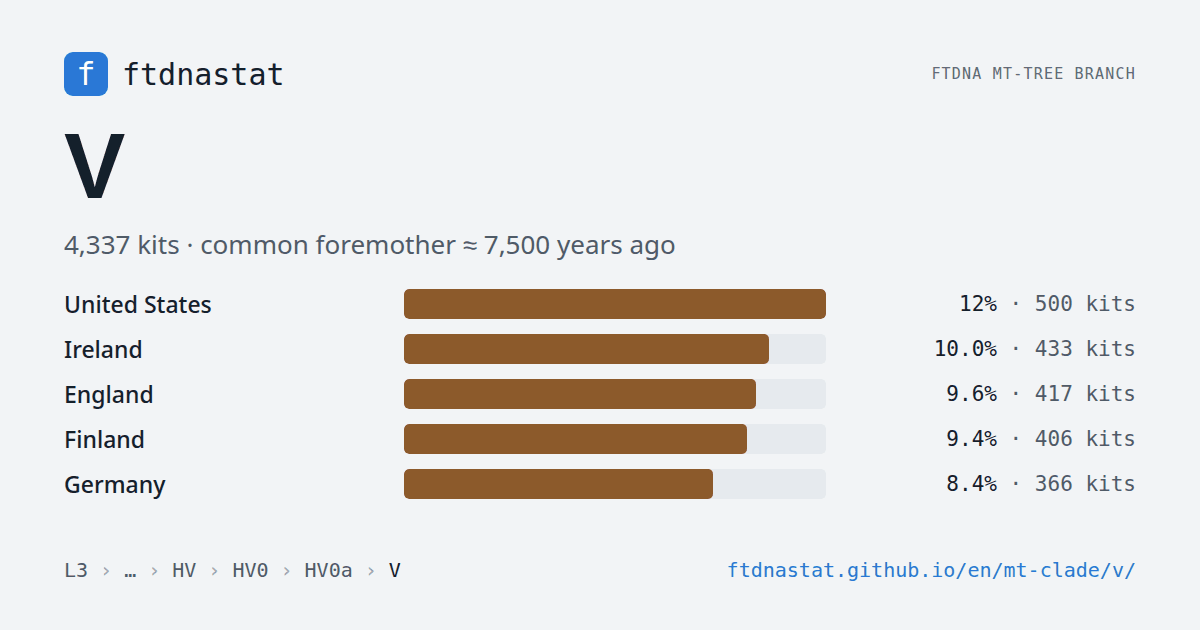 f ftdnastat
FTDNA MT-TREE BRANCH
V
4,337 kits · common foremother ≈ 7,500 years ago
United States 12% · 500 kits
Ireland 10.0% · 433 kits
England 9.6% · 417 kits
Finland 9.4% · 406 kits
Germany 8.4% · 366 kits
L3 › … › HV › HV0 › HV0a › V
ftdnastat.github.io/en/mt-clade/v/